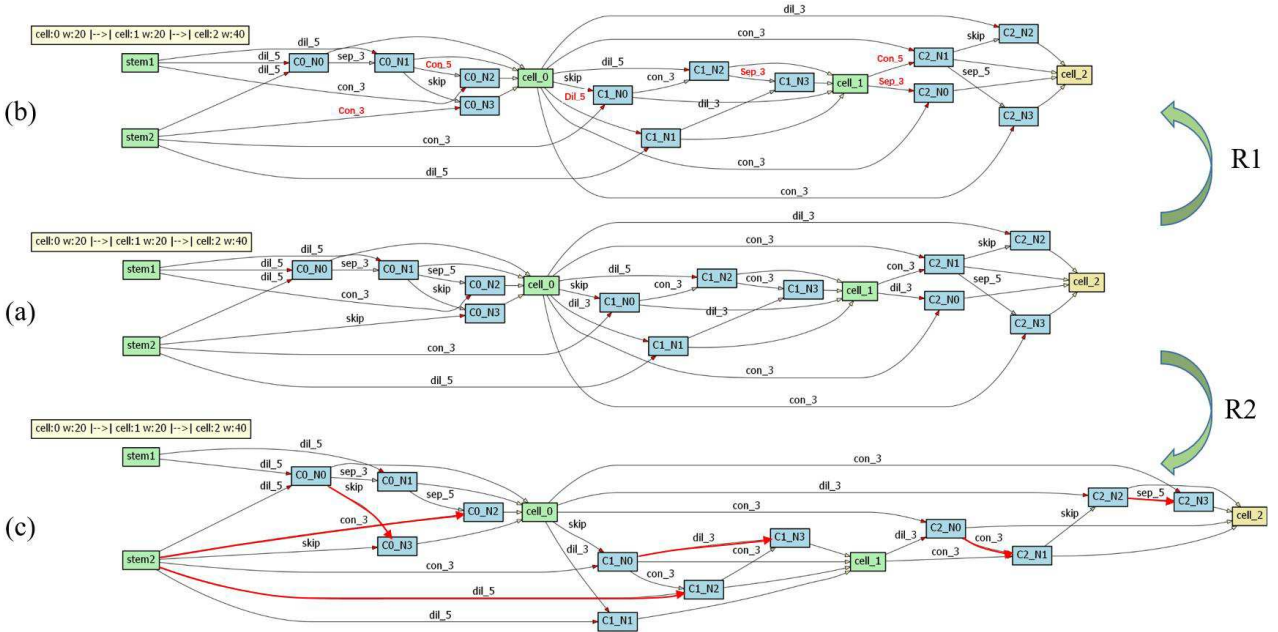 cell:0 w:20 |-->| cell:1 w:20 |-->| cell:2 w:40
dil_3
C2_N2
skip
dil_5
con_3
stem1
dil_5
C0_N0
sep_3
C0_N1
Con_5
C0_N2
dil_5
skip
con_3
C0_N3
Con_3
cell_0
skip
dil_5
C1_N2
con_3
Sep_3
C1_N3
Dil_5
C1_N0
dil_3
cell_1
Con_5
C2_N1
sep_5
cell_2
Sep_3
C2_N0
C2_N3
(b)
stem2
con_3
C1_N1
con_3
dil_5
con_3
R1
cell:0 w:20 |-->| cell:1 w:20 |-->| cell:2 w:40
dil_3
C2_N2
skip
dil_5
con_3
stem1
dil_5
C0_N0
sep_3
C0_N1
sep_5
C0_N2
dil_5
skip
con_3
C0_N3
skip
cell_0
skip
dil_5
C1_N2
con_3
con_3
C1_N3
dil_3
C1_N0
dil_3
cell_1
con_3
C2_N1
sep_5
cell_2
dil_3
C2_N0
C2_N3
(a)
stem2
con_3
C1_N1
con_3
dil_5
con_3
R2
cell:0 w:20 |-->| cell:1 w:20 |-->| cell:2 w:40
dil_5
stem1
dil_5
C0_N0
sep_3
C0_N1
dil_5
skip
sep_5
C0_N2
con_3
cell_0
con_3
dil_3
C2_N2
sep_5
C2_N3
cell_2
con_3
skip
(c)
stem2
skip
C0_N3
con_3
skip
dil_3
C1_N0
dil_3
C1_N3
con_3
con_3
cell_1
dil_3
C2_N0
con_3
con_3
C2_N1
skip
dil_5
C1_N2
dil_5
C1_N1